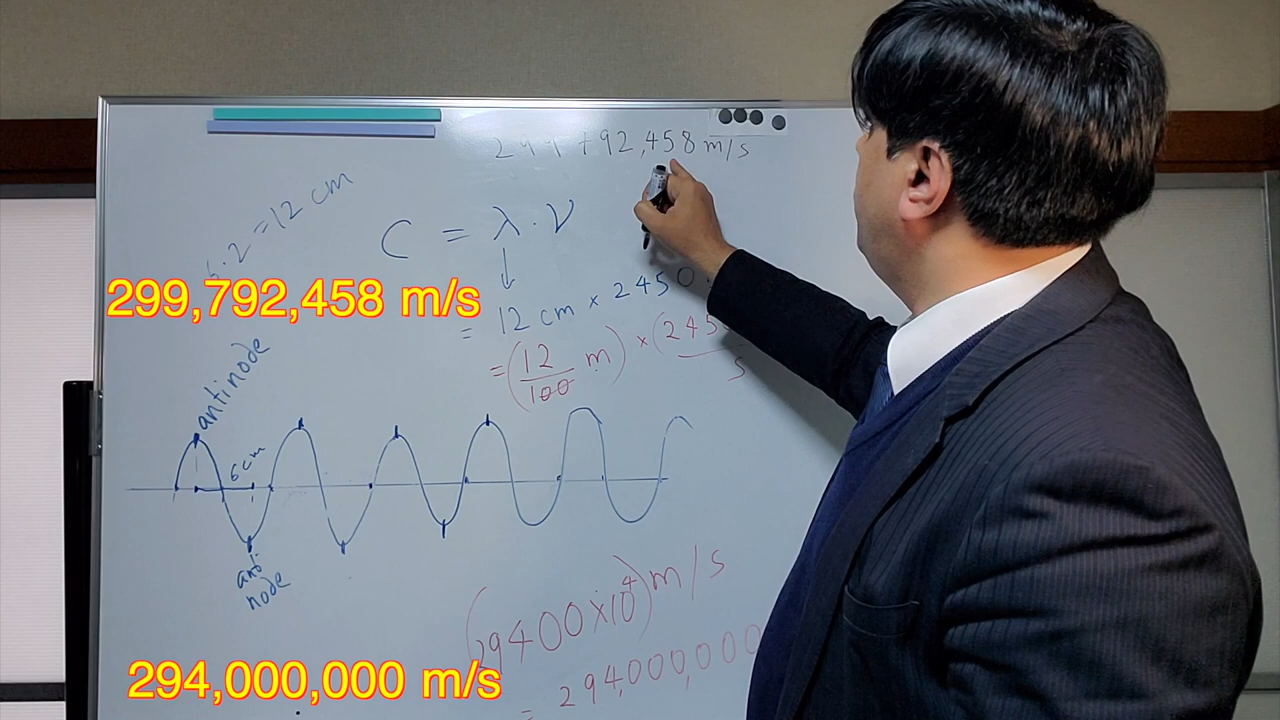 299,792,458 m/s
6·2=12 cm
C = λ·ν
299,792,458 m/s
↓
= 12 cm × 2450
= (12/100 m) × (245
s
antinode
6cm
anti
node
(29400×10⁴) m/s
294,000,000 m/s
= 294,000,000